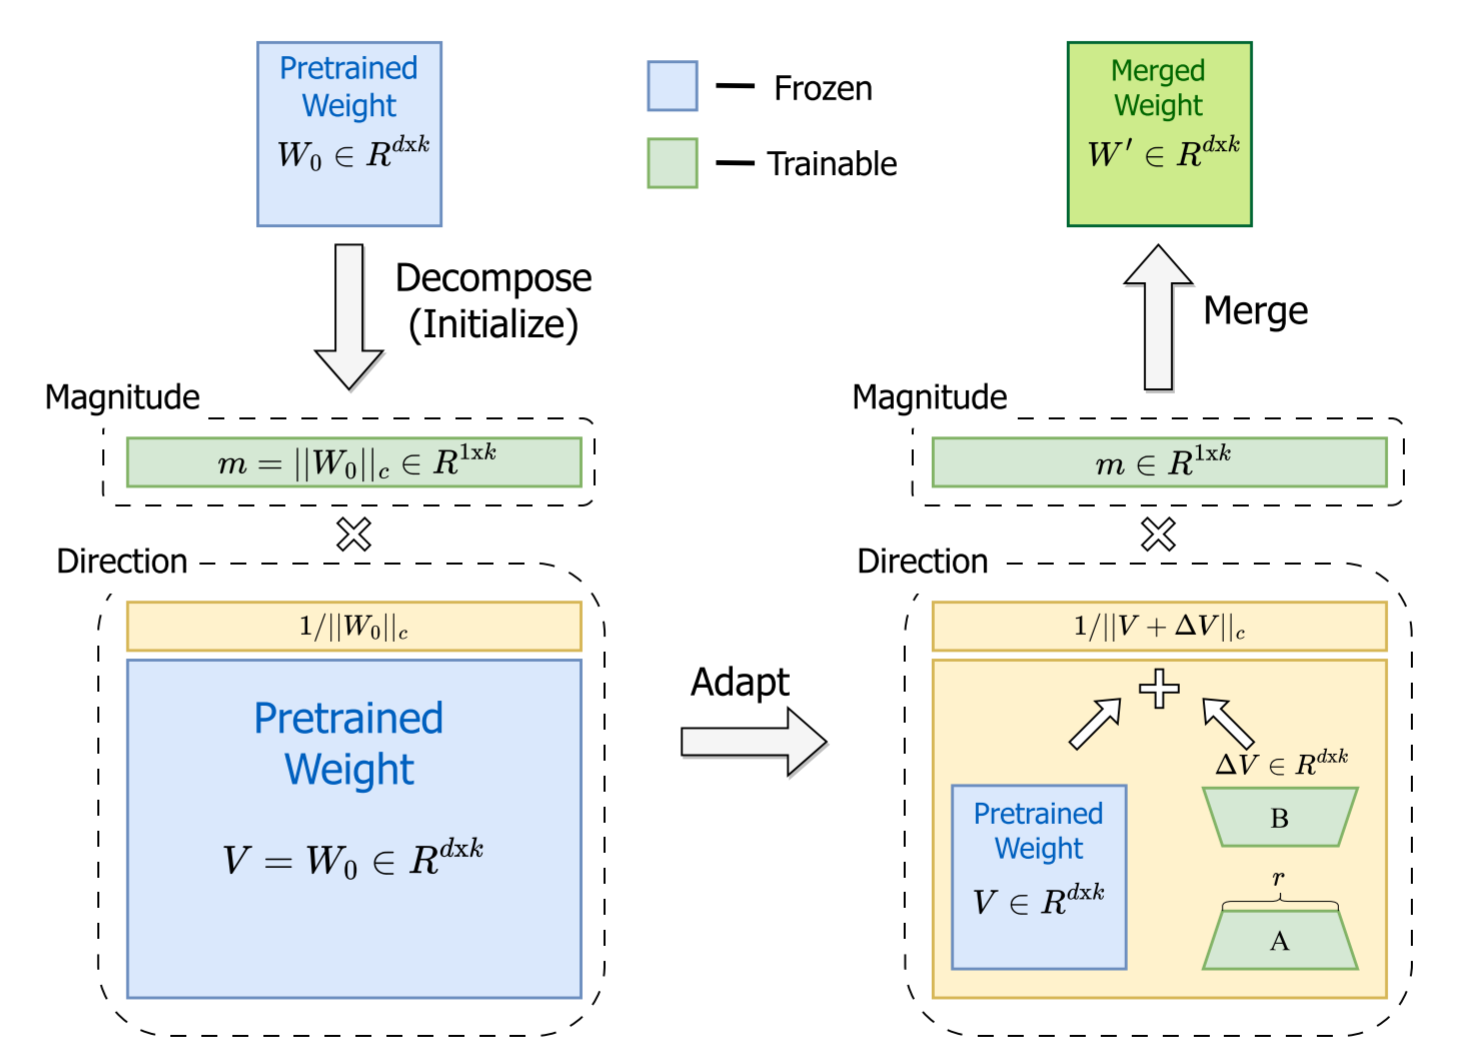 Pretrained
Weight
W₀ ∈ R^{dxk}
Frozen
Trainable
Merged
Weight
W′ ∈ R^{dxk}
Decompose
(Initialize)
Merge
Magnitude
m = ||W₀||_c ∈ R^{1xk}
Magnitude
m ∈ R^{1xk}
Direction
1/||W₀||_c
Pretrained
Weight
V = W₀ ∈ R^{dxk}
Adapt
Direction
1/||V + ΔV||_c
Pretrained
Weight
V ∈ R^{dxk}
ΔV ∈ R^{dxk}
B
r
A